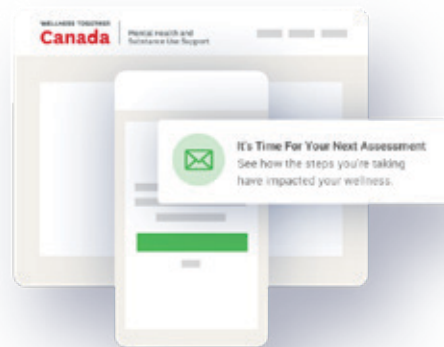 WELLNESS TOGETHER
Canada
Mental Health and
Substance Use Support
It's Time For Your Next Assessment
See how the steps you're taking
have impacted your wellness.